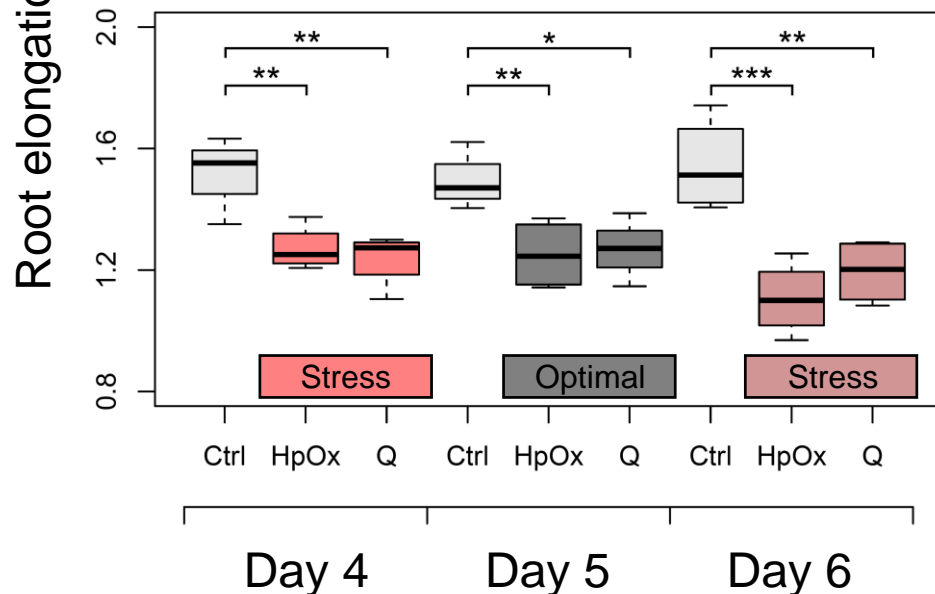 Root elongatio
2.0
1.6
1.2
0.8
** ** * ** ** ***
Stress Optimal Stress
Ctrl HpOx Q Ctrl HpOx Q Ctrl HpOx Q
Day 4 Day 5 Day 6